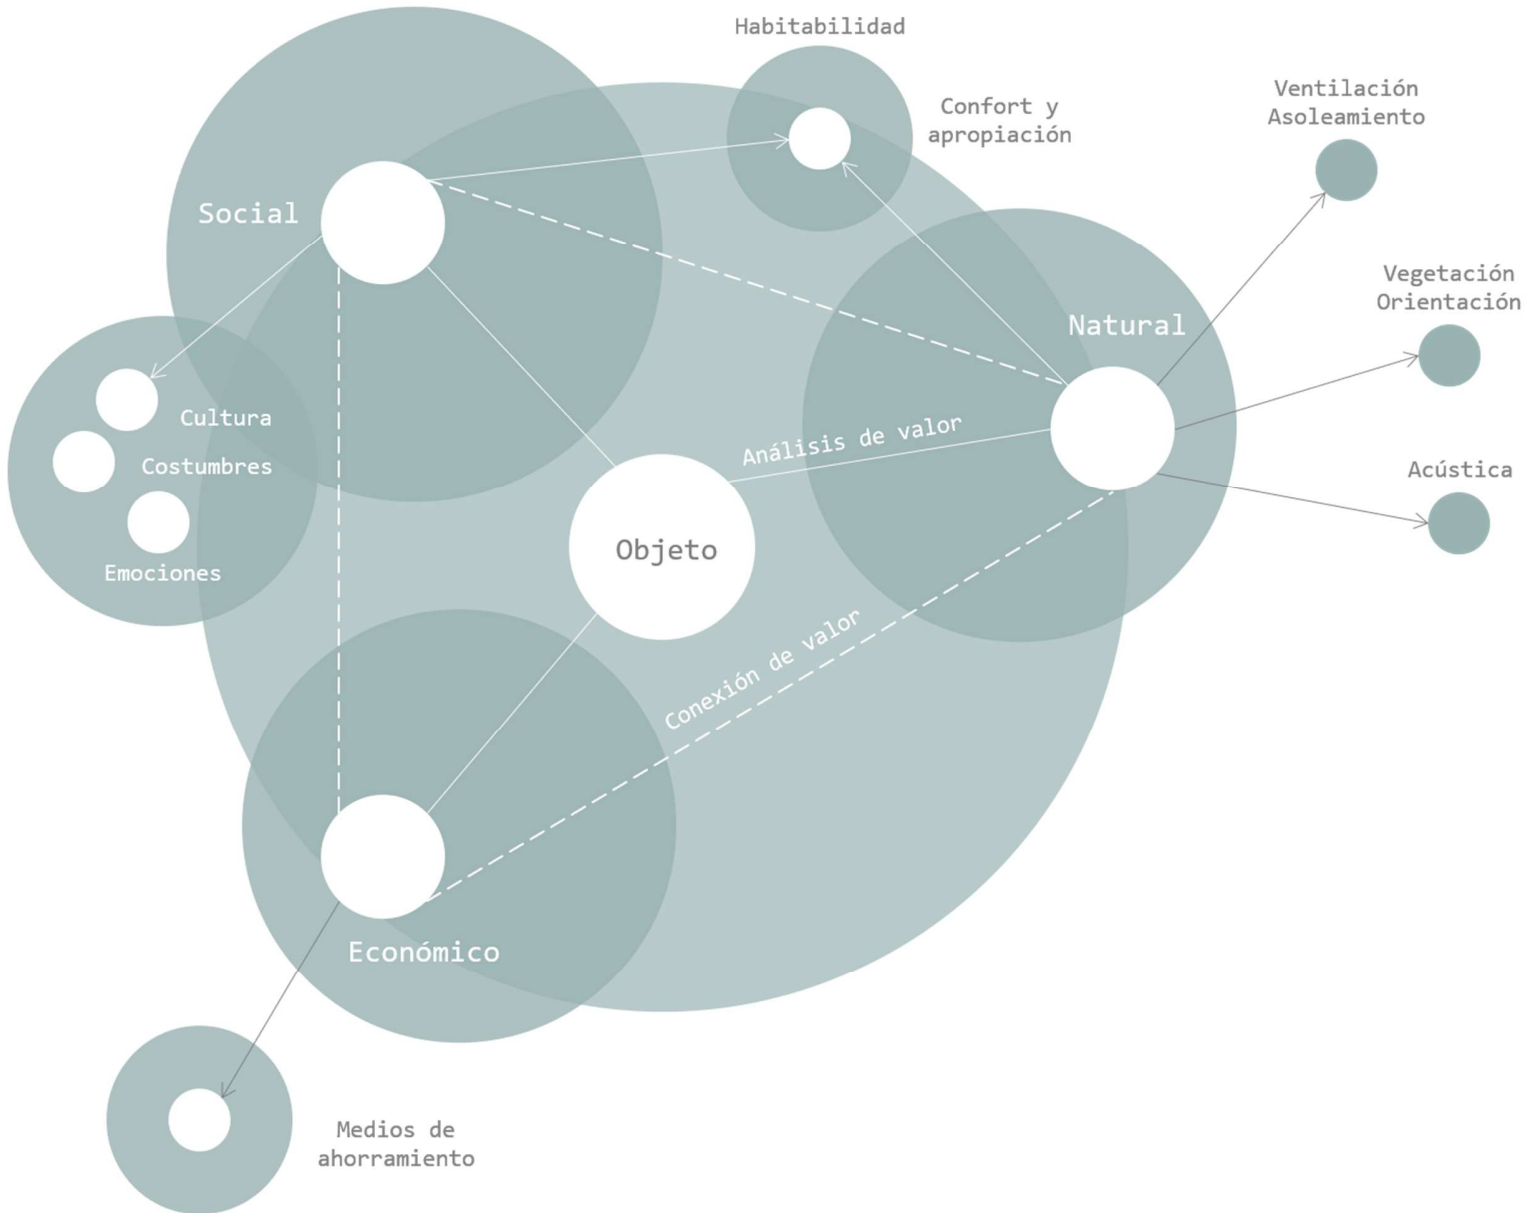 Habitabilidad
Confort y
apropiación
Ventilación
Asoleamiento
Social
Vegetación
Orientación
Natural
Cultura
Análisis de valor
Costumbres
Acústica
Objeto
Emociones
Conexión de valor
Económico
Medios de
ahorramiento